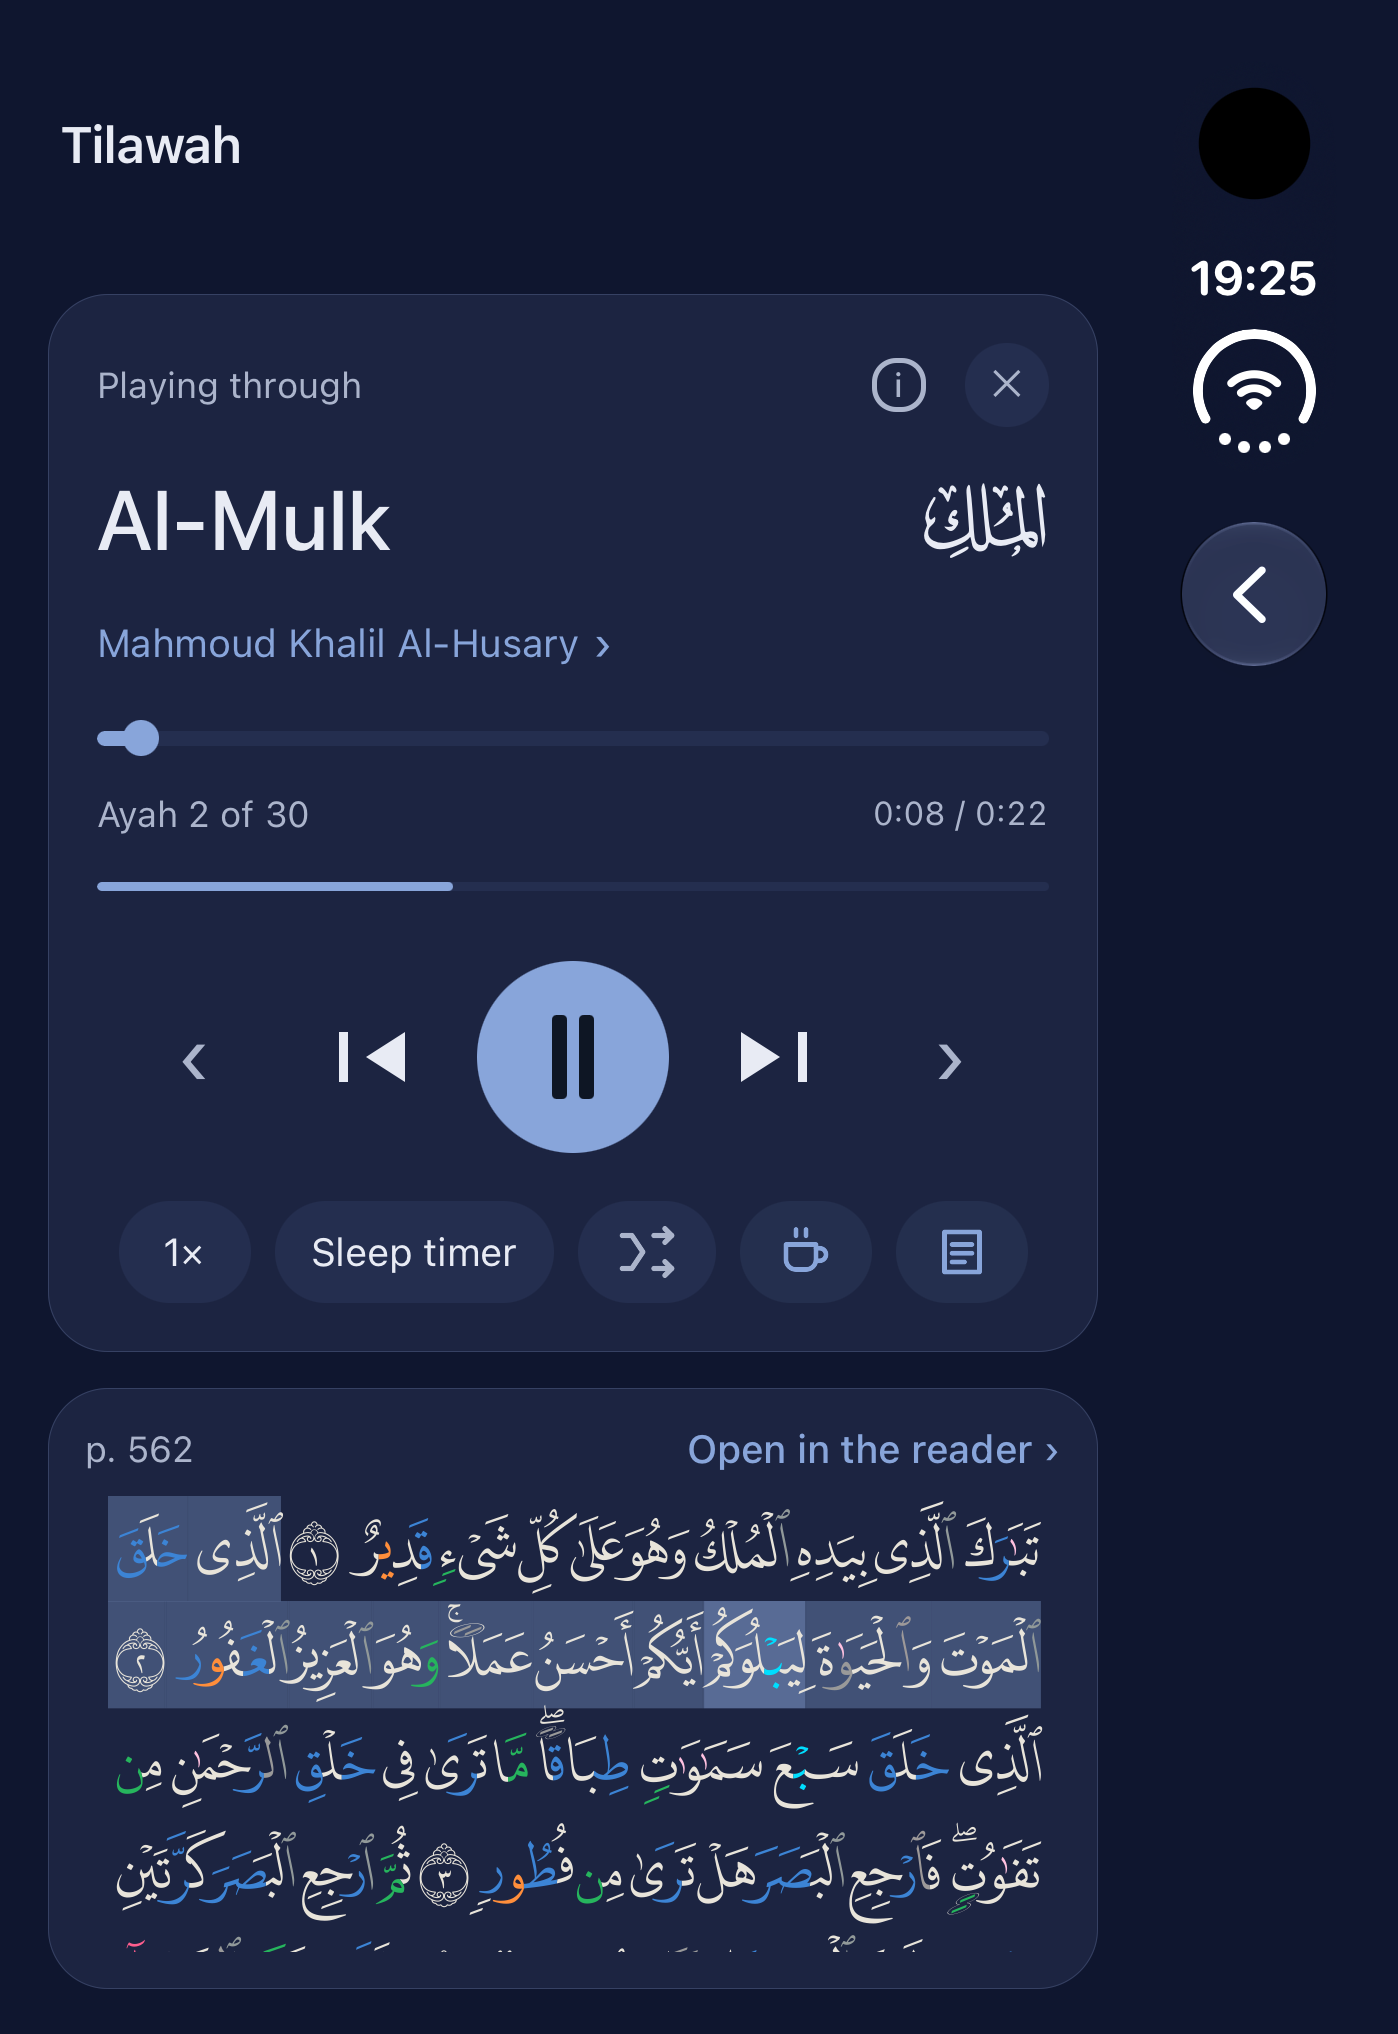 Tilawah
19:25
Playing through
Al-Mulk
المُلۡكِ
Mahmoud Khalil Al-Husary ›
Ayah 2 of 30
0:08 / 0:22
1×
Sleep timer
p. 562
Open in the reader ›
تَبَٰرَكَ ٱلَّذِى بِيَدِهِ ٱلْمُلْكُ وَهُوَ عَلَىٰ كُلِّ شَىْءٍ قَدِيرٌ ١ ٱلَّذِى خَلَقَ
ٱلْمَوْتَ وَٱلْحَيَوٰةَ لِيَبْلُوَكُمْ أَيُّكُمْ أَحْسَنُ عَمَلًا ۚ وَهُوَ ٱلْعَزِيزُ ٱلْغَفُورُ ٢
ٱلَّذِى خَلَقَ سَبْعَ سَمَٰوَٰتٍ طِبَاقًا ۖ مَّا تَرَىٰ فِى خَلْقِ ٱلرَّحْمَٰنِ مِن
تَفَٰوُتٍ ۖ فَٱرْجِعِ ٱلْبَصَرَ هَلْ تَرَىٰ مِن فُطُورٍ ٣ ثُمَّ ٱرْجِعِ ٱلْبَصَرَ كَرَّتَيْنِ